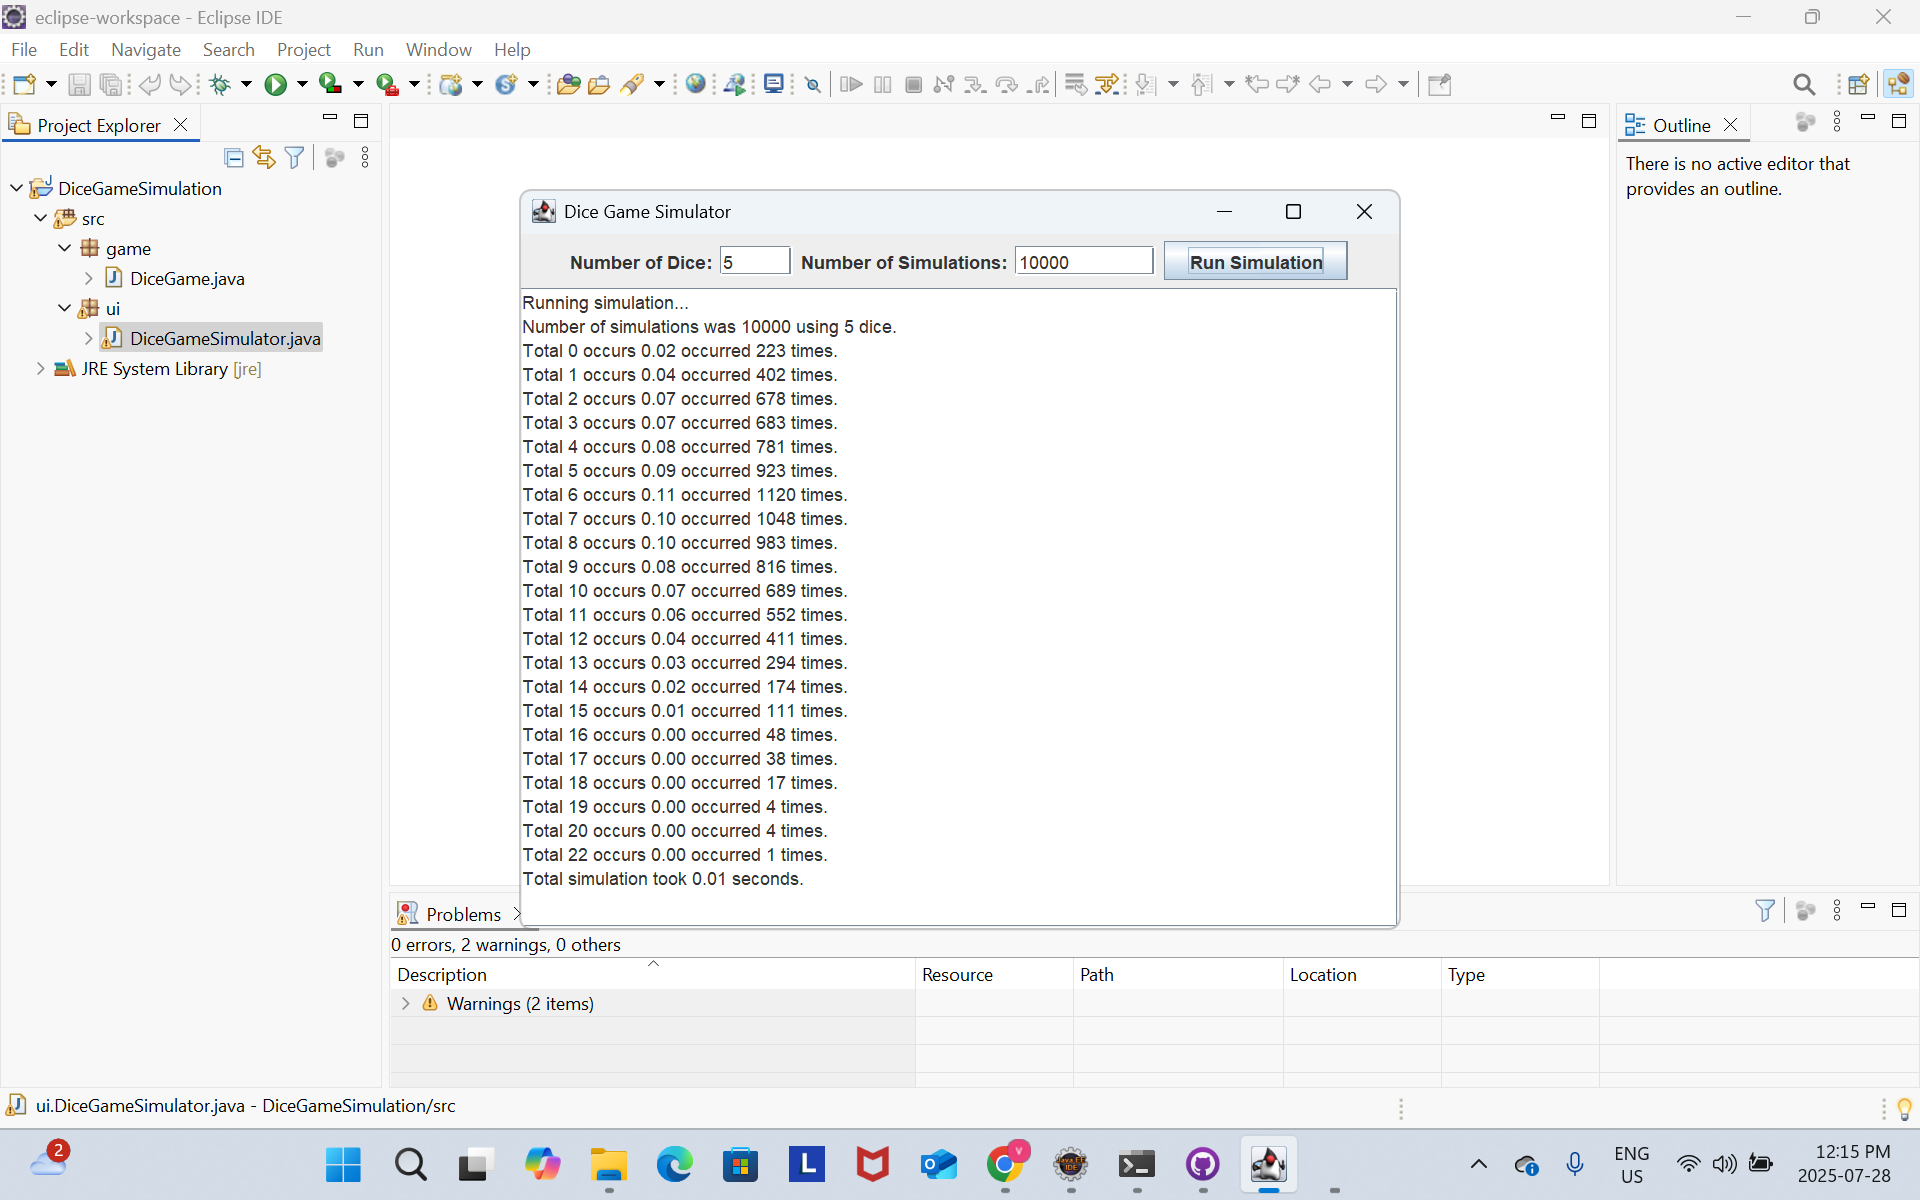 eclipse-workspace - Eclipse IDE
File Edit Navigate Search Project Run Window Help
Project Explorer
DiceGameSimulation
src
game
DiceGame.java
ui
DiceGameSimulator.java
JRE System Library [jre]
Dice Game Simulator
Number of Dice: 5 Number of Simulations: 10000 Run Simulation
Running simulation...
Number of simulations was 10000 using 5 dice.
Total 0 occurs 0.02 occurred 223 times.
Total 1 occurs 0.04 occurred 402 times.
Total 2 occurs 0.07 occurred 678 times.
Total 3 occurs 0.07 occurred 683 times.
Total 4 occurs 0.08 occurred 781 times.
Total 5 occurs 0.09 occurred 923 times.
Total 6 occurs 0.11 occurred 1120 times.
Total 7 occurs 0.10 occurred 1048 times.
Total 8 occurs 0.10 occurred 983 times.
Total 9 occurs 0.08 occurred 816 times.
Total 10 occurs 0.07 occurred 689 times.
Total 11 occurs 0.06 occurred 552 times.
Total 12 occurs 0.04 occurred 411 times.
Total 13 occurs 0.03 occurred 294 times.
Total 14 occurs 0.02 occurred 174 times.
Total 15 occurs 0.01 occurred 111 times.
Total 16 occurs 0.00 occurred 48 times.
Total 17 occurs 0.00 occurred 38 times.
Total 18 occurs 0.00 occurred 17 times.
Total 19 occurs 0.00 occurred 4 times.
Total 20 occurs 0.00 occurred 4 times.
Total 22 occurs 0.00 occurred 1 times.
Total simulation took 0.01 seconds.
Outline
There is no active editor that
provides an outline.
Problems
0 errors, 2 warnings, 0 others
Description Resource Path Location Type
Warnings (2 items)
ui.DiceGameSimulator.java - DiceGameSimulation/src
2
L
V
Java EE
IDE
ENG
US
12:15 PM
2025-07-28